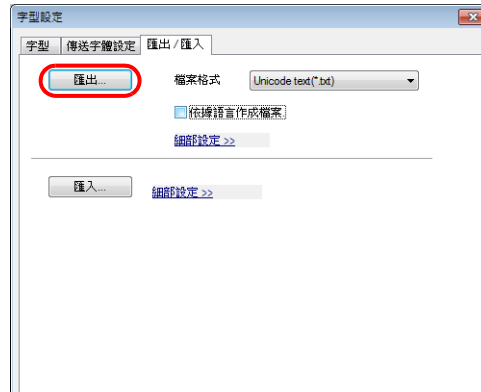 字型設定
字型 傳送字體設定 匯出/匯入
匯出... 檔案格式 Unicode text(*.txt)
依據語言作成檔案.
細部設定 >>
匯入... 細部設定 >>